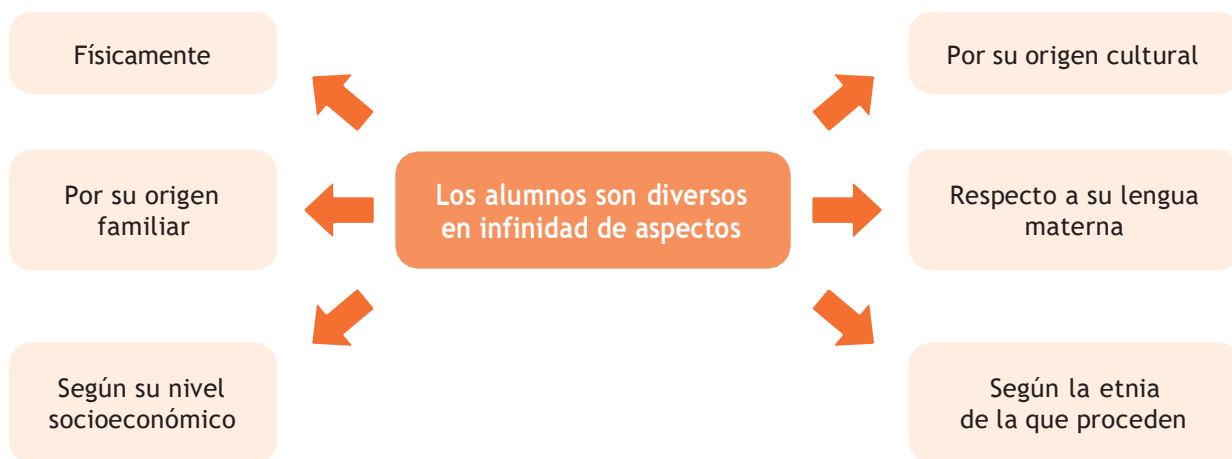 Físicamente
Por su origen cultural
Por su origen
familiar
Los alumnos son diversos
en infinidad de aspectos
Respecto a su lengua
materna
Según su nivel
socioeconómico
Según la etnia
de la que proceden